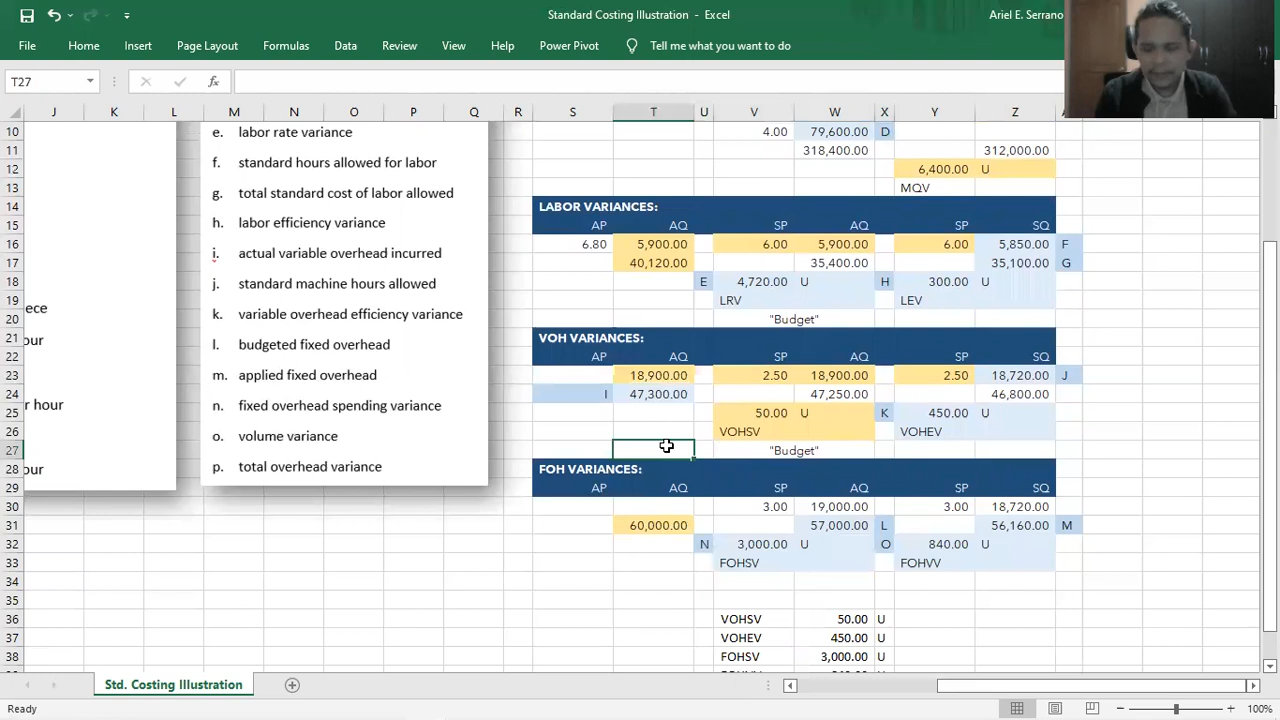 Standard Costing Illustration - Excel
Ariel E. Serrano
File Home Insert Page Layout Formulas Data Review View Help Power Pivot Tell me what you want to do
T27 fx
J K L M N O P Q R S T U V W X Y Z
10 e. labor rate variance 4.00 79,600.00 D
11 318,400.00 312,000.00
12 f. standard hours allowed for labor 6,400.00 U
13 g. total standard cost of labor allowed MQV
14 LABOR VARIANCES:
15 h. labor efficiency variance AP AQ SP AQ SP SQ
16 i. actual variable overhead incurred 6.80 5,900.00 6.00 5,900.00 6.00 5,850.00 F
17 40,120.00 35,400.00 35,100.00 G
18 j. standard machine hours allowed E 4,720.00 U H 300.00 U
19 ece LRV LEV
20 k. variable overhead efficiency variance "Budget"
21 our l. budgeted fixed overhead VOH VARIANCES:
22 AP AQ SP AQ SP SQ
23 m. applied fixed overhead 18,900.00 2.50 18,900.00 2.50 18,720.00 J
24 r hour n. fixed overhead spending variance I 47,300.00 47,250.00 46,800.00
25 50.00 U K 450.00 U
26 o. volume variance VOHSV VOHEV
27 "Budget"
28 our p. total overhead variance FOH VARIANCES:
29 AP AQ SP AQ SP SQ
30 3.00 19,000.00 3.00 18,720.00
31 60,000.00 57,000.00 L 56,160.00 M
32 N 3,000.00 U O 840.00 U
33 FOHSV FOHVV
34
35
36 VOHSV 50.00 U
37 VOHEV 450.00 U
38 FOHSV 3,000.00 U
Std. Costing Illustration
Ready 100%